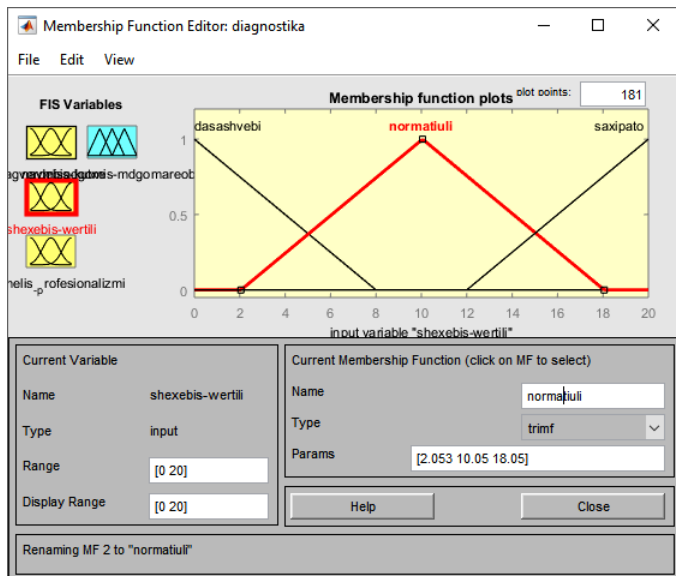 Membership Function Editor: diagnostika
File Edit View
FIS Variables
Membership function plots
plot points:
181
shexebis-wertili
nelis_profesionalizmi
dasashvebi
normatiuli
saxipato
1
0.5
0
0 2 4 6 8 10 12 14 16 18 20
input variable "shexebis-wertili"
Current Variable
Name shexebis-wertili
Type input
Range [0 20]
Display Range [0 20]
Current Membership Function (click on MF to select)
Name normatiuli
Type trimf
Params [2.053 10.05 18.05]
Help Close
Renaming MF 2 to "normatiuli"